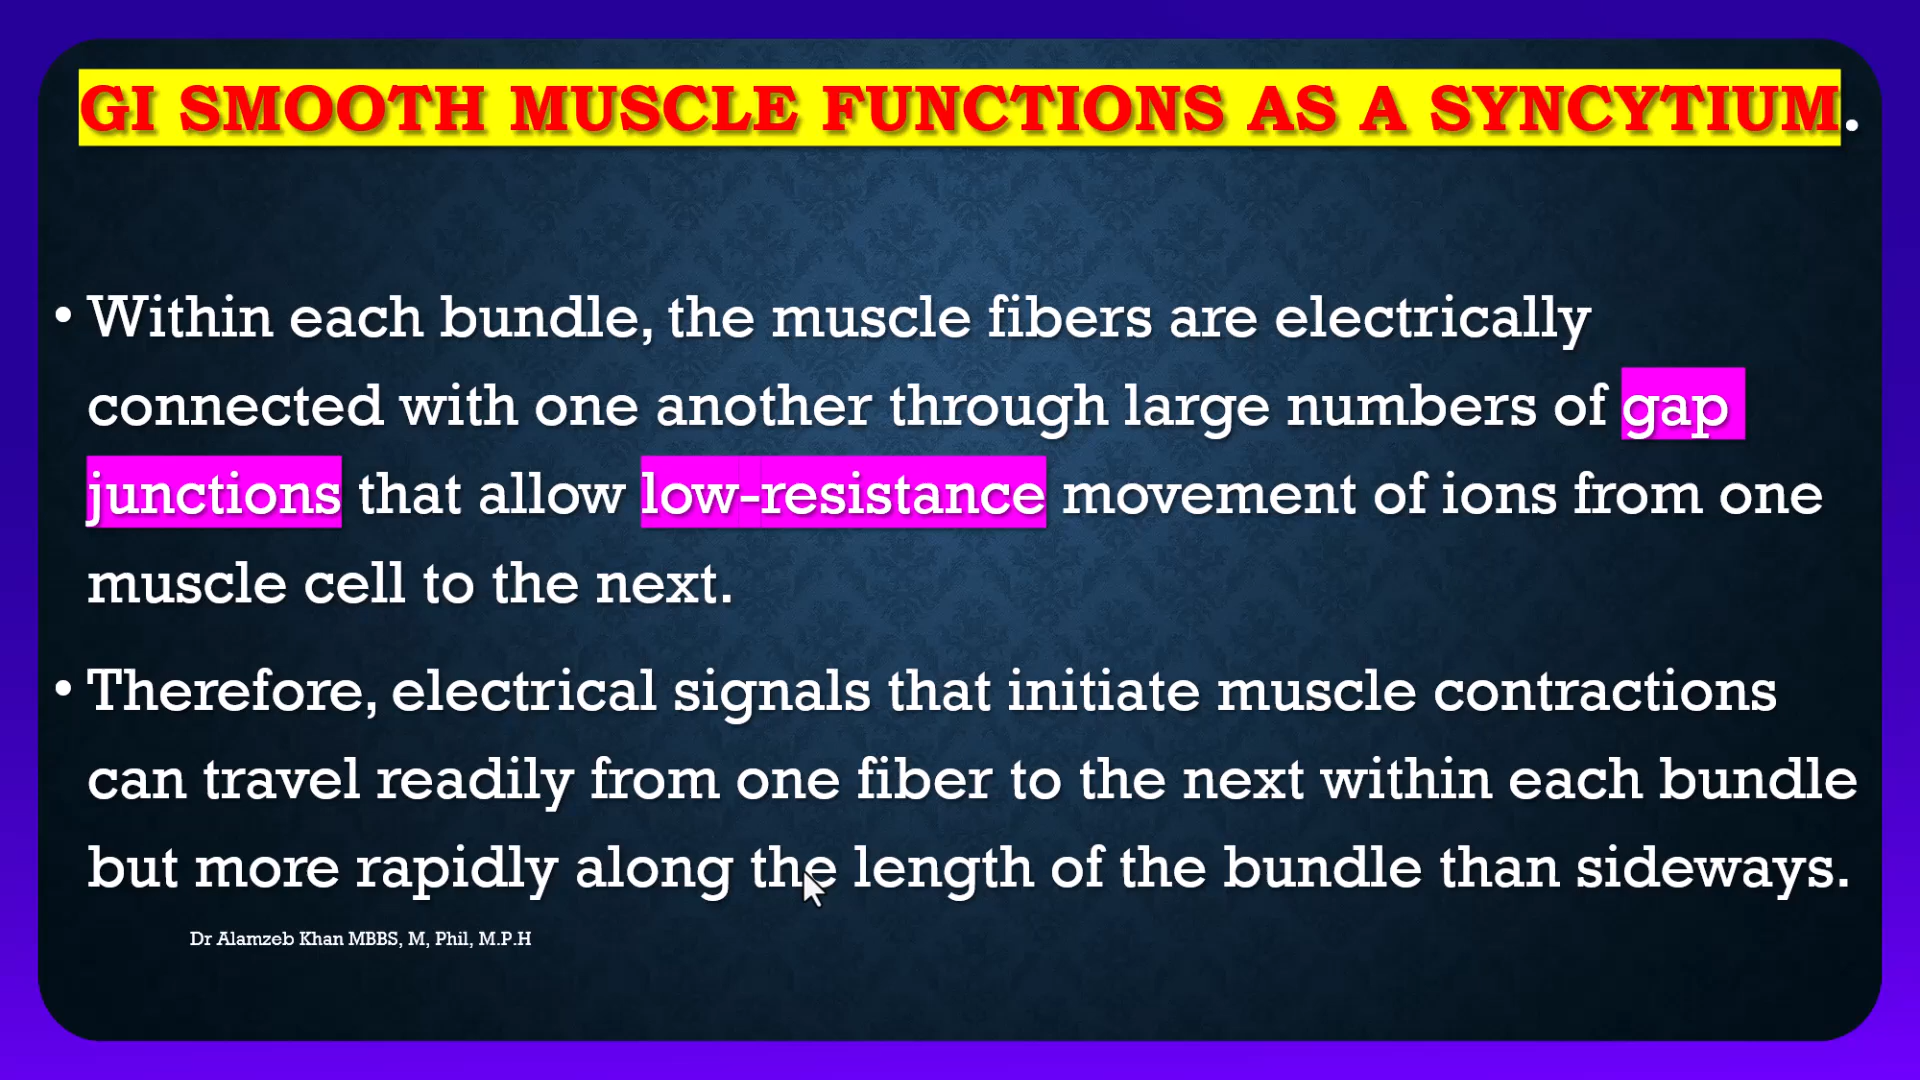 GI SMOOTH MUSCLE FUNCTIONS AS A SYNCYTIUM.
• Within each bundle, the muscle fibers are electrically
connected with one another through large numbers of gap
junctions that allow low-resistance movement of ions from one
muscle cell to the next.
• Therefore, electrical signals that initiate muscle contractions
can travel readily from one fiber to the next within each bundle
but more rapidly along the length of the bundle than sideways.
Dr Alamzeb Khan MBBS, M, Phil, M.P.H